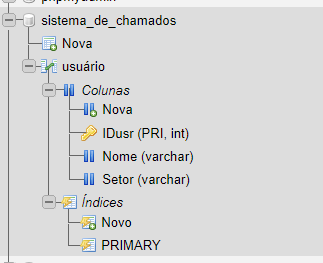 phpmyadmin
sistema_de_chamados
Nova
usuário
Colunas
Nova
IDusr (PRI, int)
Nome (varchar)
Setor (varchar)
Índices
Novo
PRIMARY